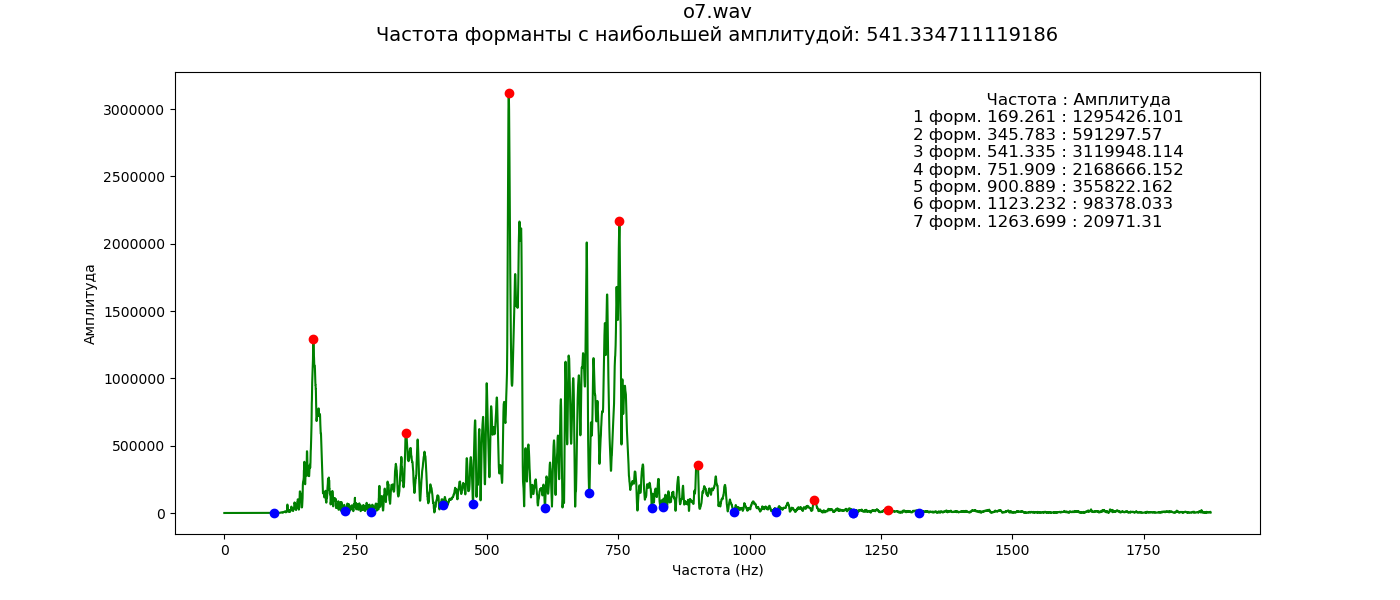 o7.wav
Частота форманты с наибольшей амплитудой: 541.334711119186
Частота : Амплитуда
1 форм. 169.261 : 1295426.101
2 форм. 345.783 : 591297.57
3 форм. 541.335 : 3119948.114
4 форм. 751.909 : 2168666.152
5 форм. 900.889 : 355822.162
6 форм. 1123.232 : 98378.033
7 форм. 1263.699 : 20971.31
3000000
2500000
2000000
1500000
1000000
500000
0
Амплитуда
0 250 500 750 1000 1250 1500 1750
Частота (Hz)